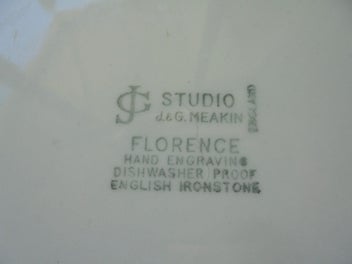 JG STUDIO
J.&G. MEAKIN
ENGLAND
FLORENCE
HAND ENGRAVING
DISHWASHER PROOF
ENGLISH IRONSTONE